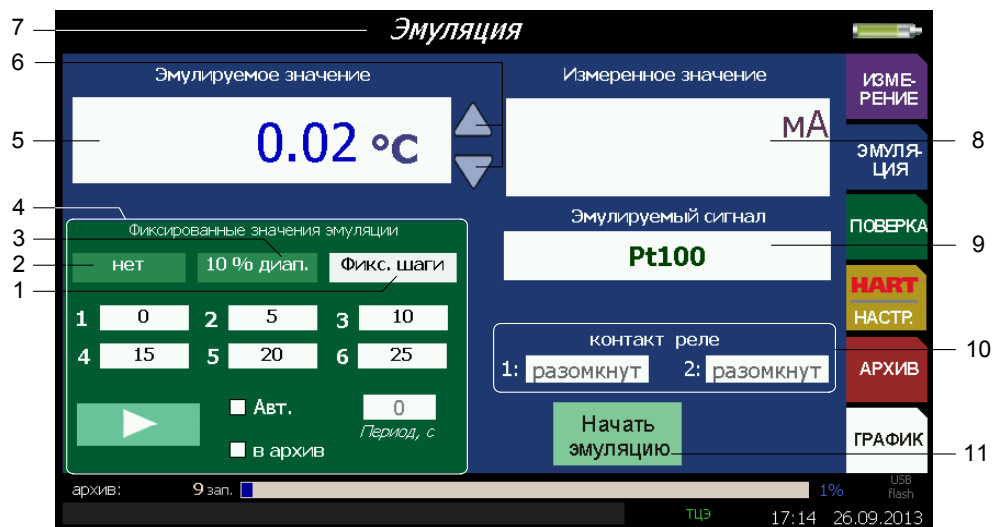 7
Эмуляция
6
Эмулируемое значение
Измеренное значение
ИЗМЕ-
РЕНИЕ
5
0.02 °C
мА
8
ЭМУЛЯ-
ЦИЯ
4
Эмулируемый сигнал
ПОВЕРКА
3
Фиксированные значения эмуляции
Pt100
9
2
нет
10 % диап.
Фикс. шаги
1
HART
НАСТР.
1 0
2 5
3 10
4 15
5 20
6 25
контакт реле
10
1: разомкнут
2: разомкнут
АРХИВ
Авт.
0
Период, с
в архив
Начать
эмуляцию
11
ГРАФИК
архив:
9 зап.
1%
USB
flash
ТЦЭ
17:14 26.09.2013